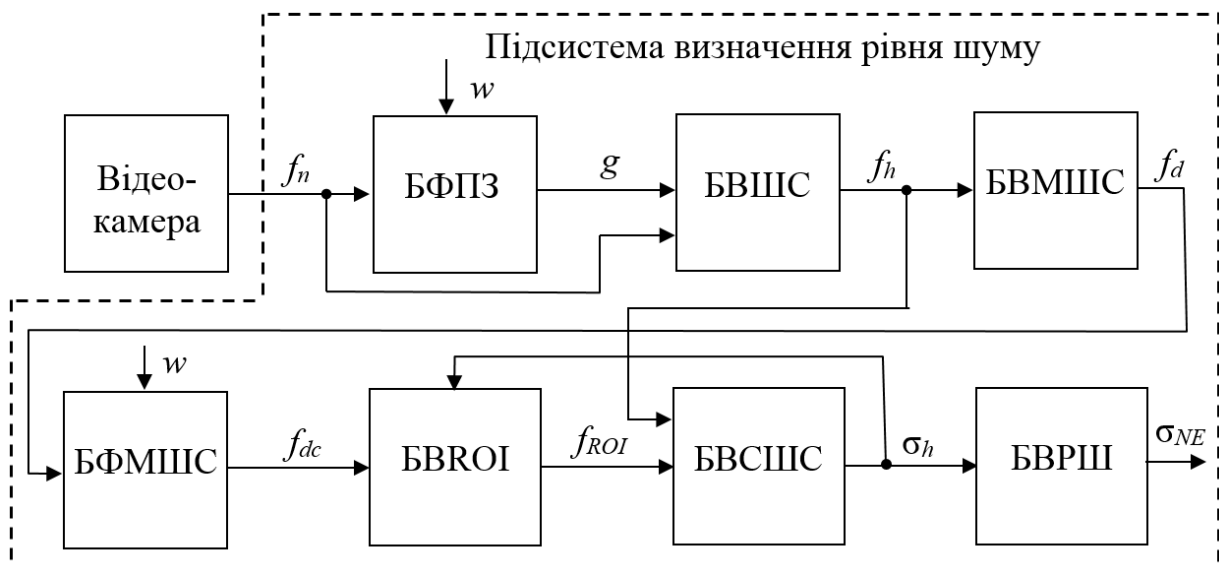 Підсистема визначення рівня шуму
w
Відео-
камера
fn
БФПЗ
g
БВШС
fh
БВМШС
fd
w
БФМШС
fdc
БВROI
fROI
БВСШС
σh
БВРШ
σNE